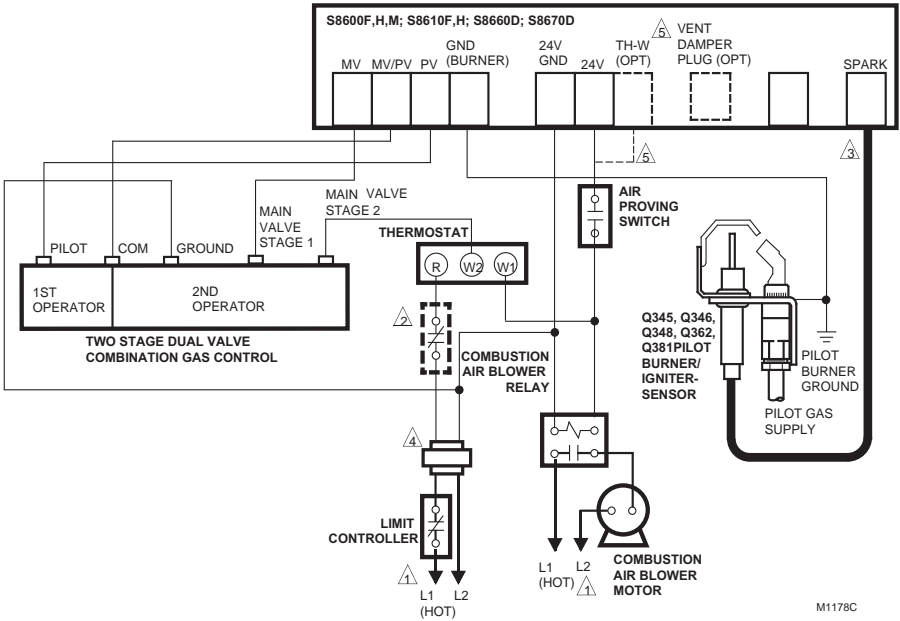 S8600F,H,M; S8610F,H; S8660D; S8670D
MV
MV/PV
PV
GND
(BURNER)
24V
GND
24V
TH-W
(OPT)
5
VENT
DAMPER
PLUG (OPT)
SPARK
5
3
AIR
PROVING
SWITCH
MAIN
VALVE
STAGE 1
MAIN VALVE
STAGE 2
PILOT
COM
GROUND
1ST
OPERATOR
2ND
OPERATOR
TWO STAGE DUAL VALVE
COMBINATION GAS CONTROL
THERMOSTAT
R
W2
W1
2
COMBUSTION
AIR BLOWER
RELAY
Q345, Q346,
Q348, Q362,
Q381PILOT
BURNER/
IGNITER-
SENSOR
PILOT
BURNER
GROUND
PILOT GAS
SUPPLY
4
LIMIT
CONTROLLER
1
L1
(HOT)
L2
L1
(HOT)
L2
1
COMBUSTION
AIR BLOWER
MOTOR
M1178C